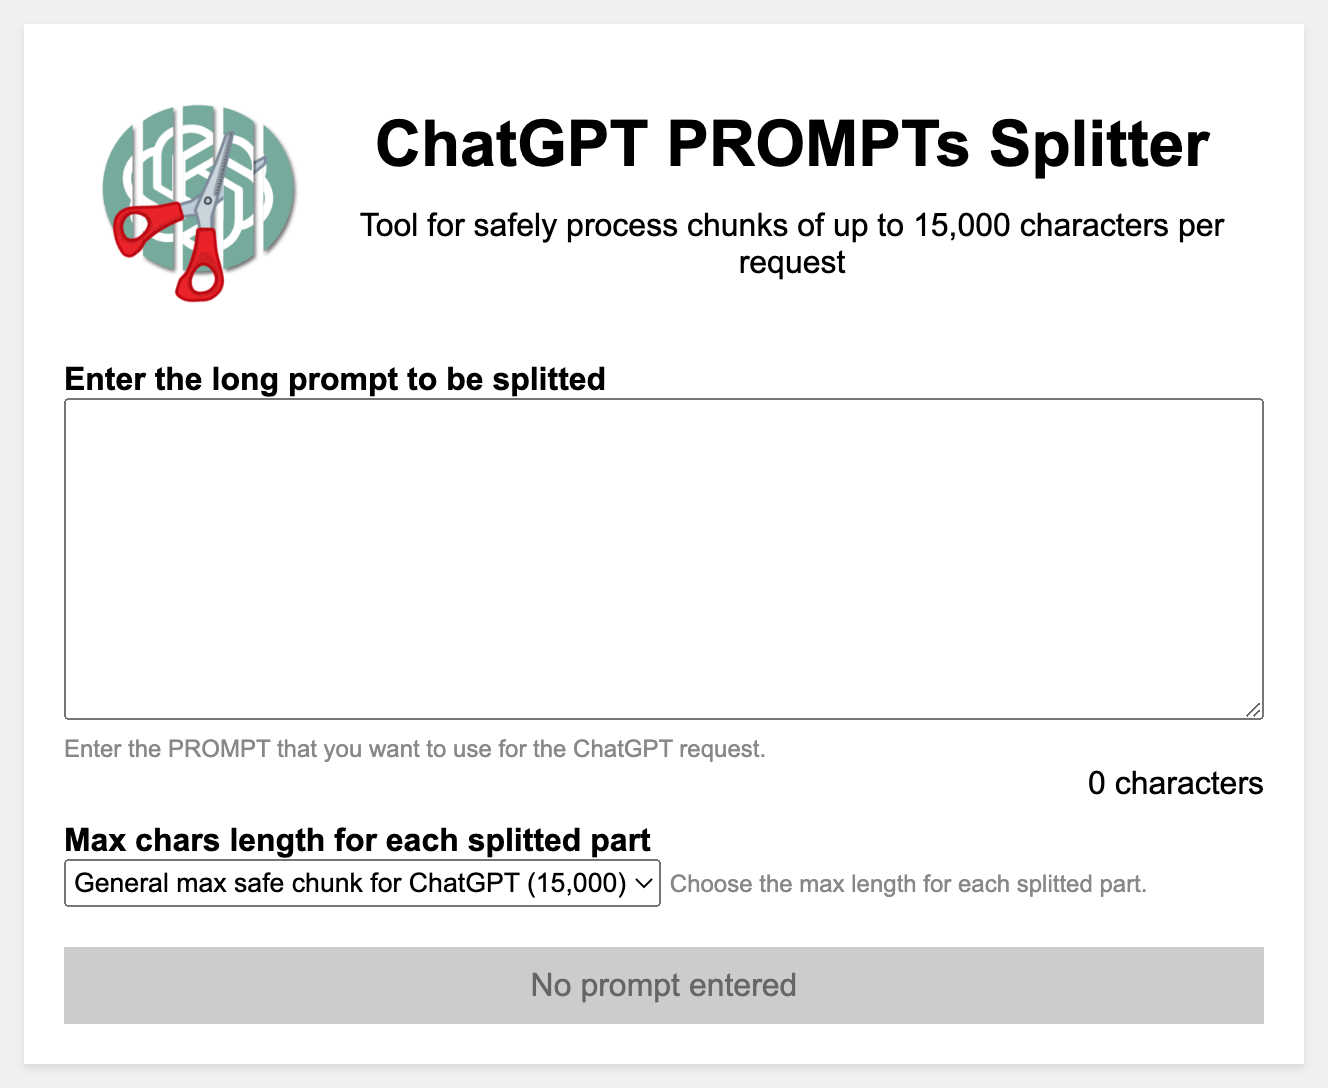 ChatGPT PROMPTs Splitter
Tool for safely process chunks of up to 15,000 characters per
request
Enter the long prompt to be splitted
Enter the PROMPT that you want to use for the ChatGPT request.
0 characters
Max chars length for each splitted part
General max safe chunk for ChatGPT (15,000) Choose the max length for each splitted part.
No prompt entered